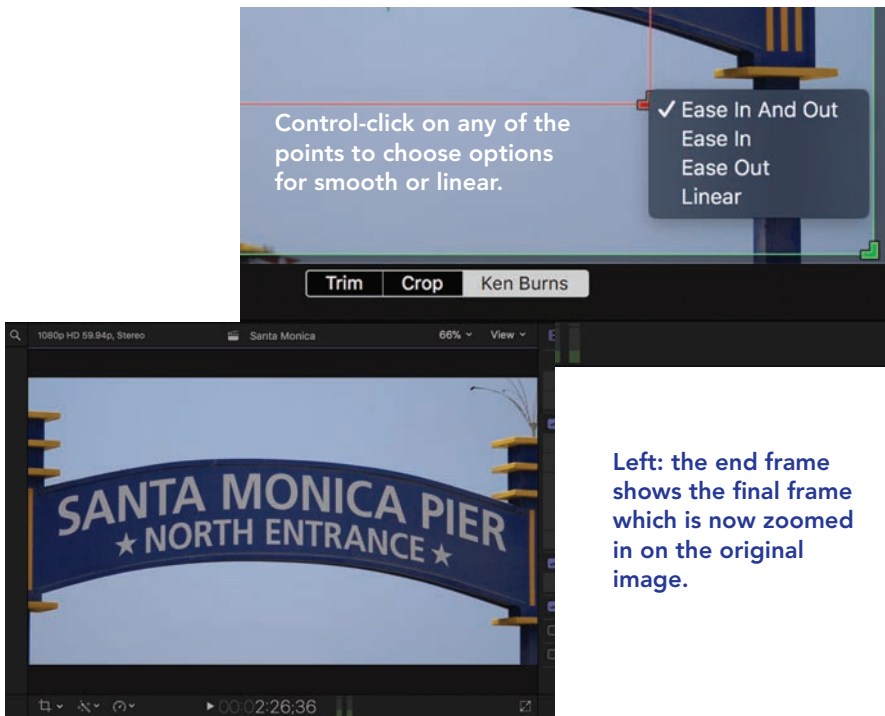 Control-click on any of the
points to choose options
for smooth or linear.
✓ Ease In And Out
Ease In
Ease Out
Linear
Trim Crop Ken Burns
1080p HD 59.94p, Stereo Santa Monica 66% View
SANTA MONICA PIER
★ NORTH ENTRANCE ★
00:02:26;36
Left: the end frame
shows the final frame
which is now zoomed
in on the original
image.